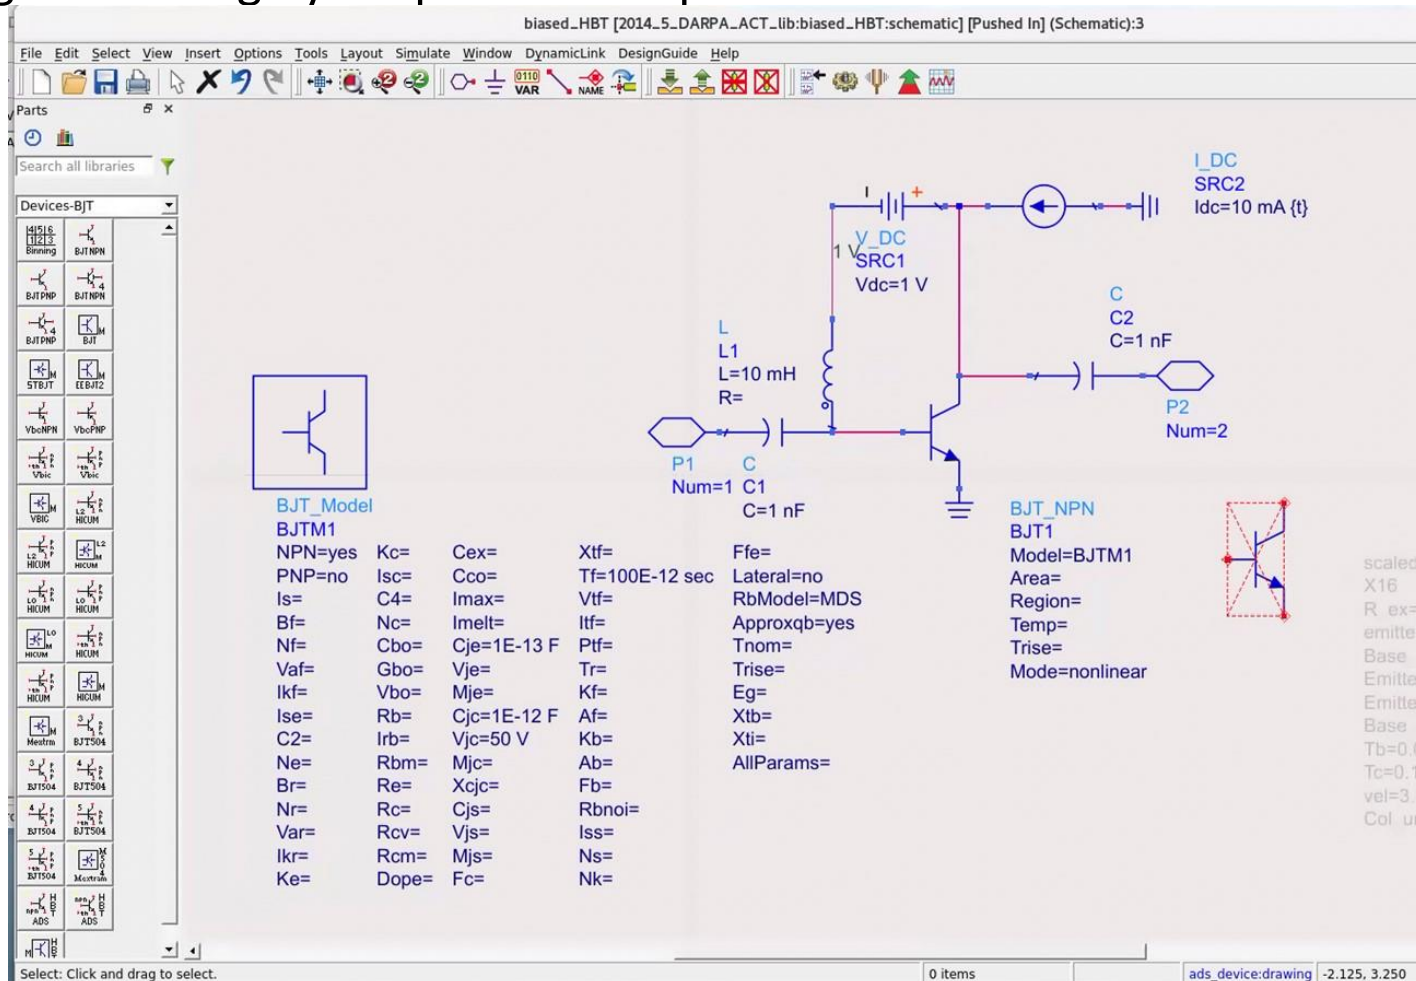 biased_HBT [2014_5_DARPA_ACT_lib:biased_HBT:schematic] [Pushed In] (Schematic):3
File Edit Select View Insert Options Tools Layout Simulate Window DynamicLink DesignGuide Help
0110
VAR
NAME
Parts
Search all libraries
Devices-BJT
Binning BJTNPN
BJTPNP BJTNPN
BJTPNP BJT
STBJT EEBJT2
VbcNPN VbcPNP
Vbic Vbic
VBIC HICUM
HICUM HICUM
HICUM HICUM
HICUM HICUM
HICUM HICUM
Mextrm BJT504
BJT504 BJT504
BJT504 BJT504
BJT504 Mextram
ADS ADS
I_DC
SRC2
Idc=10 mA {t}
1 V
V_DC
SRC1
Vdc=1 V
C
C2
C=1 nF
L
L1
L=10 mH
R=
P2
Num=2
P1
Num=1
C
C1
C=1 nF
BJT_Model
BJTM1
NPN=yes Kc= Cex= Xtf= Ffe=
PNP=no Isc= Cco= Tf=100E-12 sec Lateral=no
Is= C4= Imax= Vtf= RbModel=MDS
Bf= Nc= Imelt= Itf= Approxqb=yes
Nf= Cbo= Cje=1E-13 F Ptf= Tnom=
Vaf= Gbo= Vje= Tr= Trise=
Ikf= Vbo= Mje= Kf= Eg=
Ise= Rb= Cjc=1E-12 F Af= Xtb=
C2= Irb= Vjc=50 V Kb= Xti=
Ne= Rbm= Mjc= Ab= AllParams=
Br= Re= Xcjc= Fb=
Nr= Rc= Cjs= Rbnoi=
Var= Rcv= Vjs= Iss=
Ikr= Rcm= Mjs= Ns=
Ke= Dope= Fc= Nk=
BJT_NPN
BJT1
Model=BJTM1
Area=
Region=
Temp=
Trise=
Mode=nonlinear
scaled
X16
R_ex=
Base
Base
Select: Click and drag to select.
0 items
ads_device:drawing
-2.125, 3.250